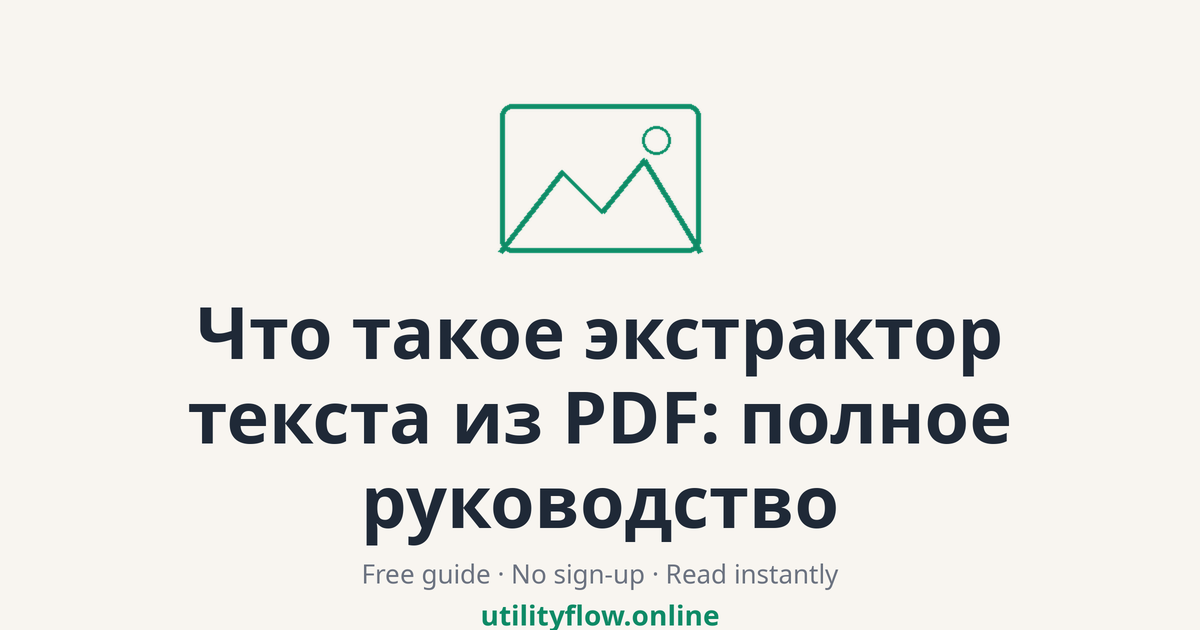 Что такое экстрактор
текста из PDF: полное
руководство
Free guide · No sign-up · Read instantly
utilityflow.online